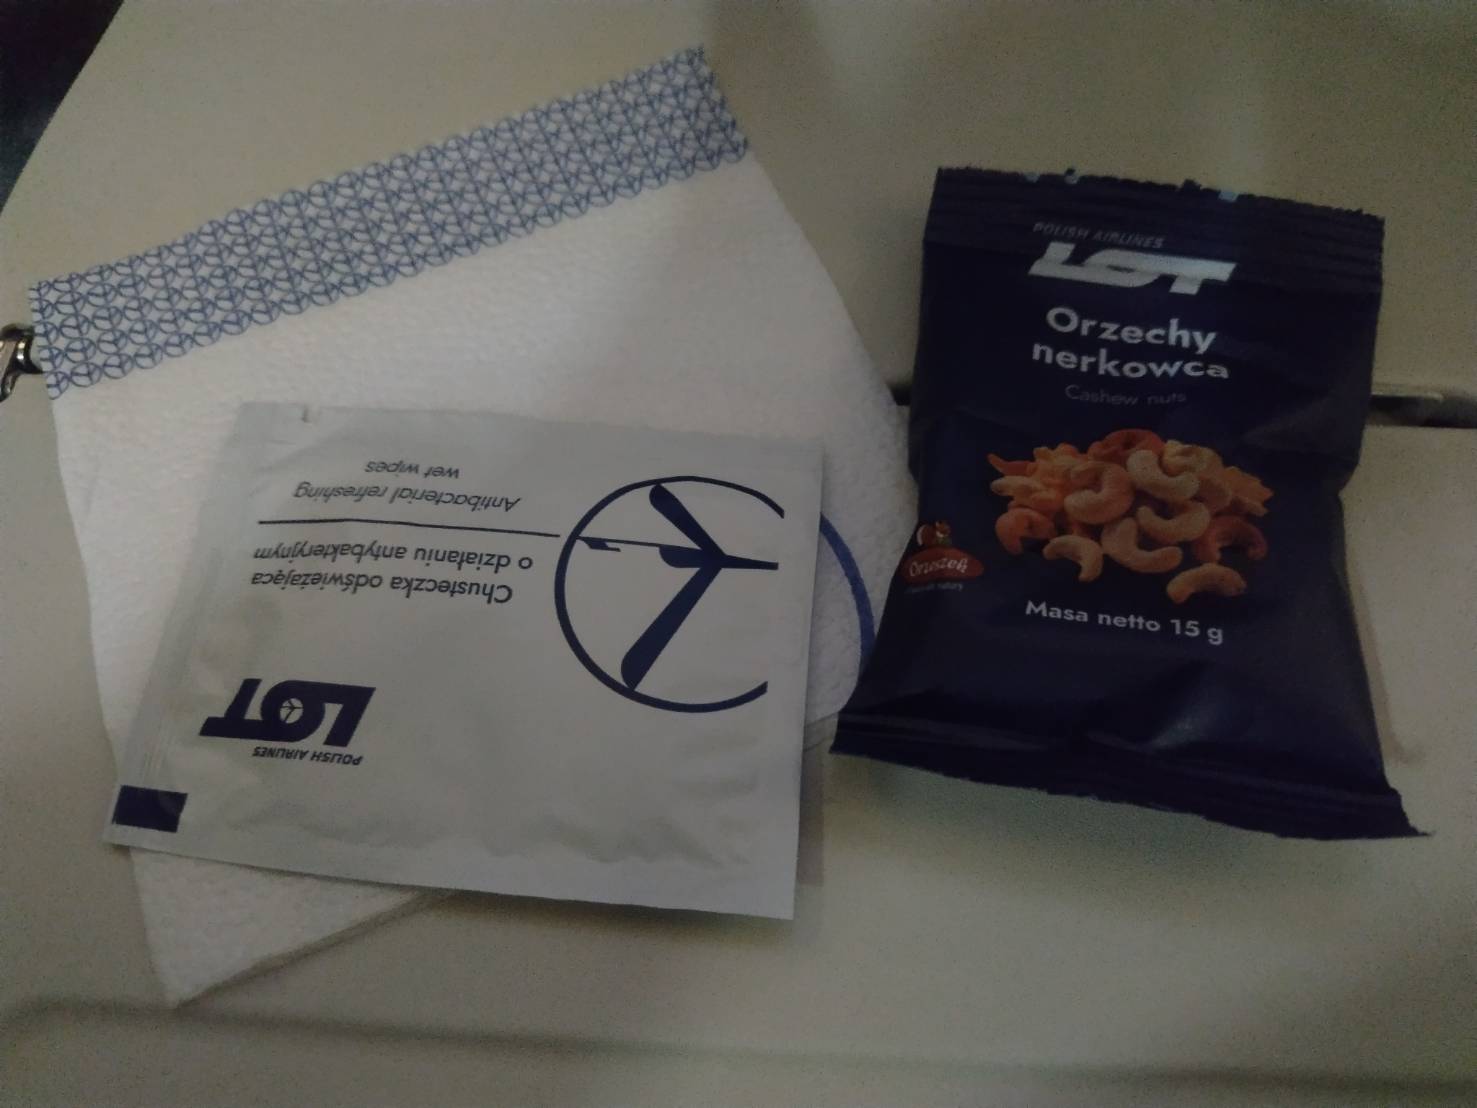 POLISH AIRLINES
LOT
Chusteczka odświeżająca
o działaniu antybakteryjnym
Antibacterial refreshing
wet wipes
POLISH AIRLINES
LOT
Orzechy
nerkowca
Cashew nuts
Orzeszek
Masa netto 15 g